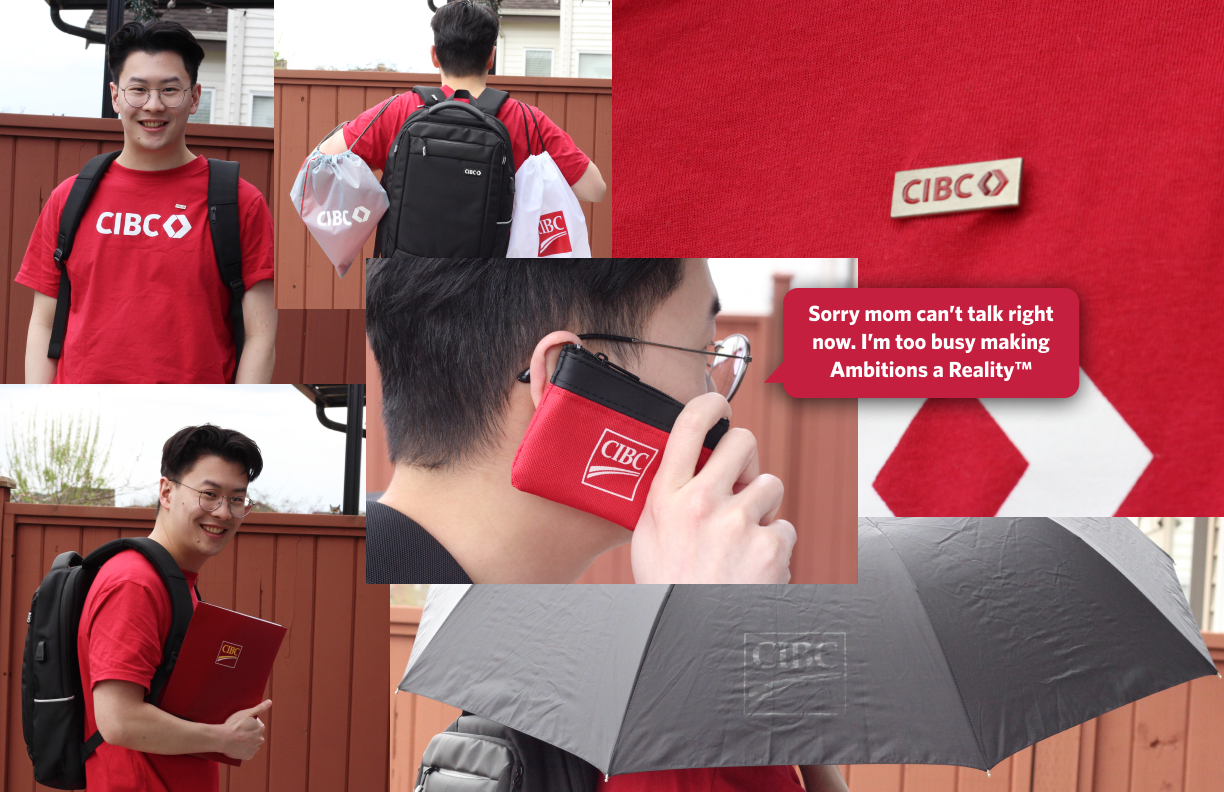 CIBC
CIBC
CIBC
CIBC
CIBC
Sorry mom can't talk right
now. I'm too busy making
Ambitions a Reality™
CIBC
CIBC
CIBC